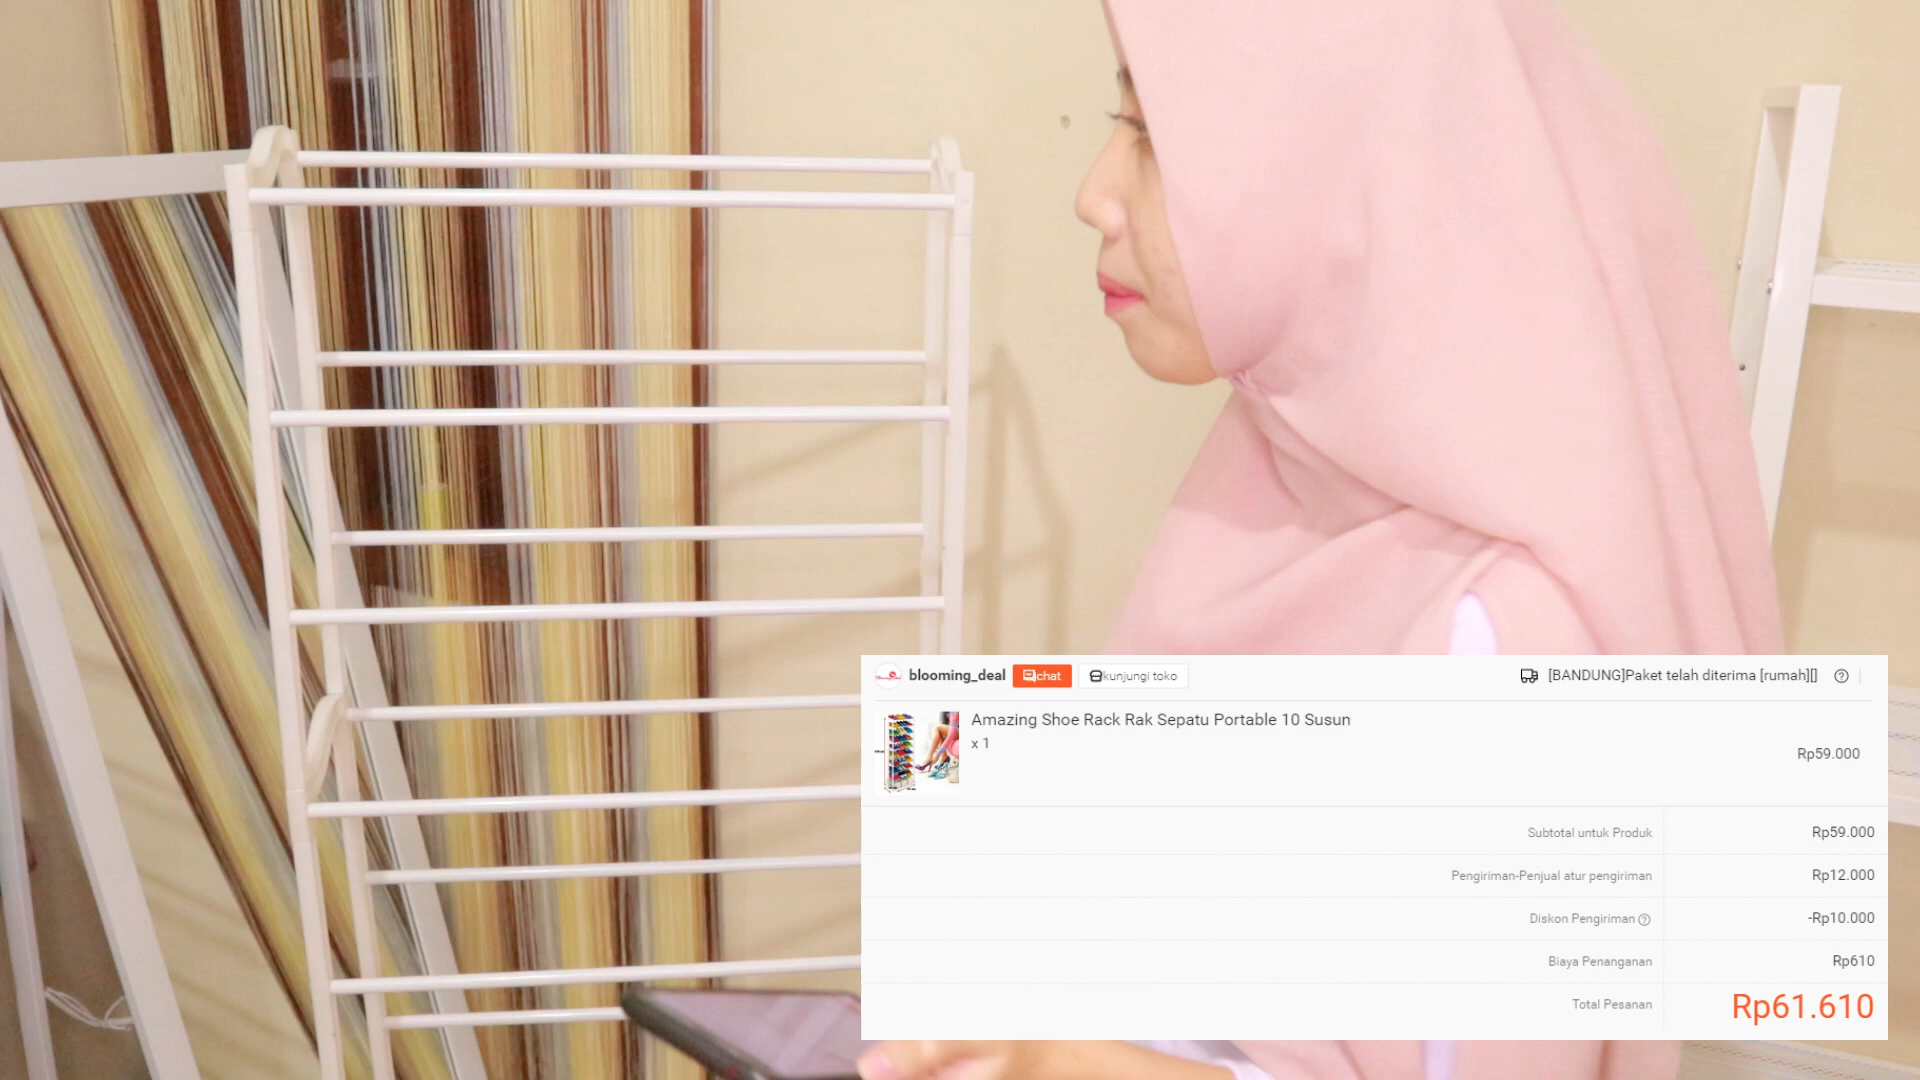 blooming_deal chat kunjungi toko [BANDUNG]Paket telah diterima [rumah][]
Amazing Shoe Rack Rak Sepatu Portable 10 Susun
x 1
Rp59.000
Subtotal untuk Produk Rp59.000
Pengiriman-Penjual atur pengiriman Rp12.000
Diskon Pengiriman -Rp10.000
Biaya Penanganan Rp610
Total Pesanan Rp61.610